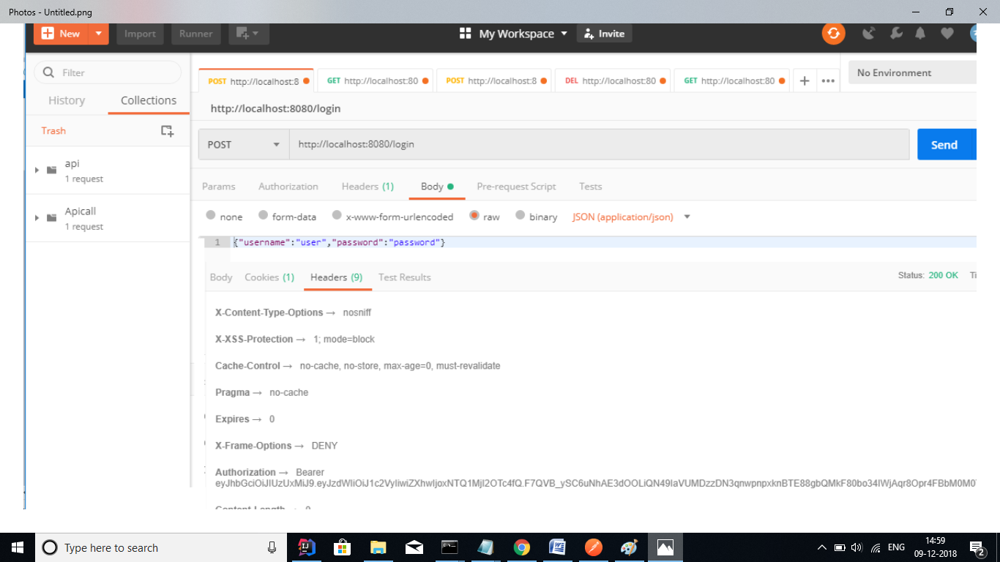 Photos - Untitled.png
New Import Runner My Workspace Invite
Filter
History Collections
Trash
api
1 request
Apicall
1 request
POST http://localhost:8 GET http://localhost:80 POST http://localhost:8 DEL http://localhost:80 GET http://localhost:80 No Environment
http://localhost:8080/login
POST http://localhost:8080/login Send
Params Authorization Headers (1) Body Pre-request Script Tests
none form-data x-www-form-urlencoded raw binary JSON (application/json)
1 {"username":"user","password":"password"}
Body Cookies (1) Headers (9) Test Results Status: 200 OK
X-Content-Type-Options → nosniff
X-XSS-Protection → 1; mode=block
Cache-Control → no-cache, no-store, max-age=0, must-revalidate
Pragma → no-cache
Expires → 0
X-Frame-Options → DENY
Authorization → Bearer
Content-Length → 0
Type here to search ENG 14:59
09-12-2018
2